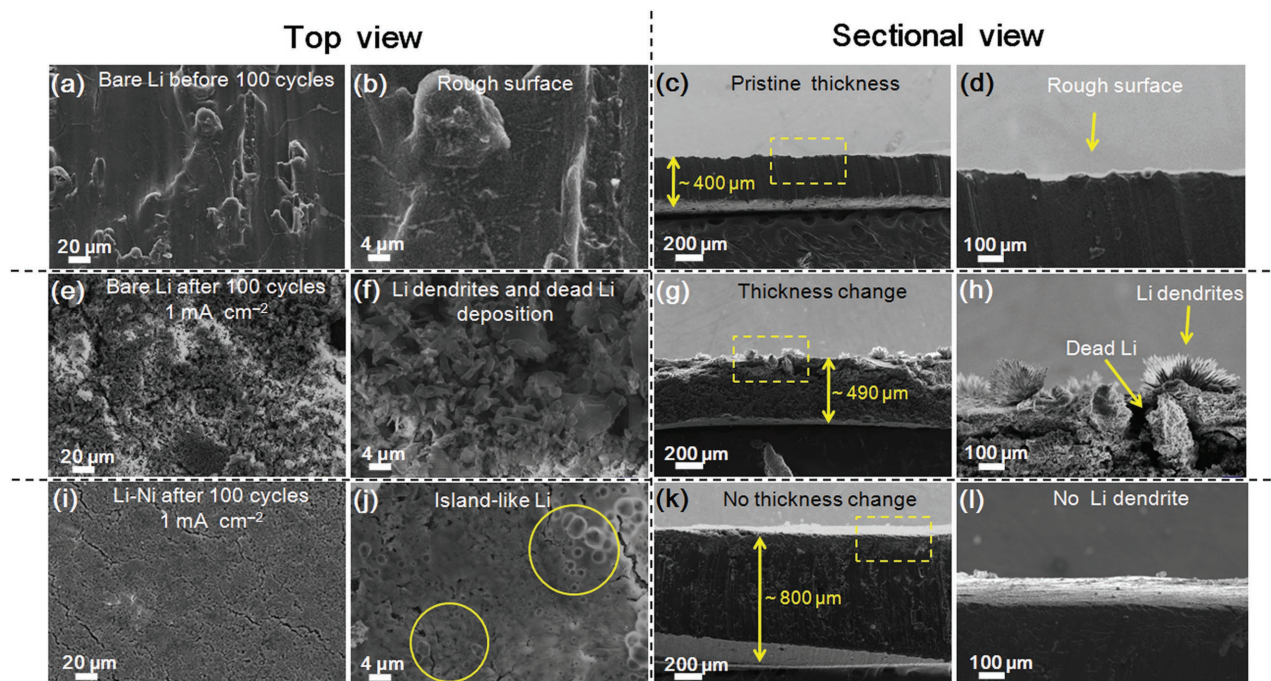 Top view
Sectional view
(a) Bare Li before 100 cycles
20 µm
(b) Rough surface
4 µm
(c) Pristine thickness
~ 400 µm
200 µm
(d) Rough surface
100 µm
(e) Bare Li after 100 cycles
1 mA cm⁻²
20 µm
(f) Li dendrites and dead Li
deposition
4 µm
(g) Thickness change
~ 490 µm
200 µm
(h) Li dendrites
Dead Li
100 µm
(i) Li-Ni after 100 cycles
1 mA cm⁻²
20 µm
(j) Island-like Li
4 µm
(k) No thickness change
~ 800 µm
200 µm
(l) No Li dendrite
100 µm